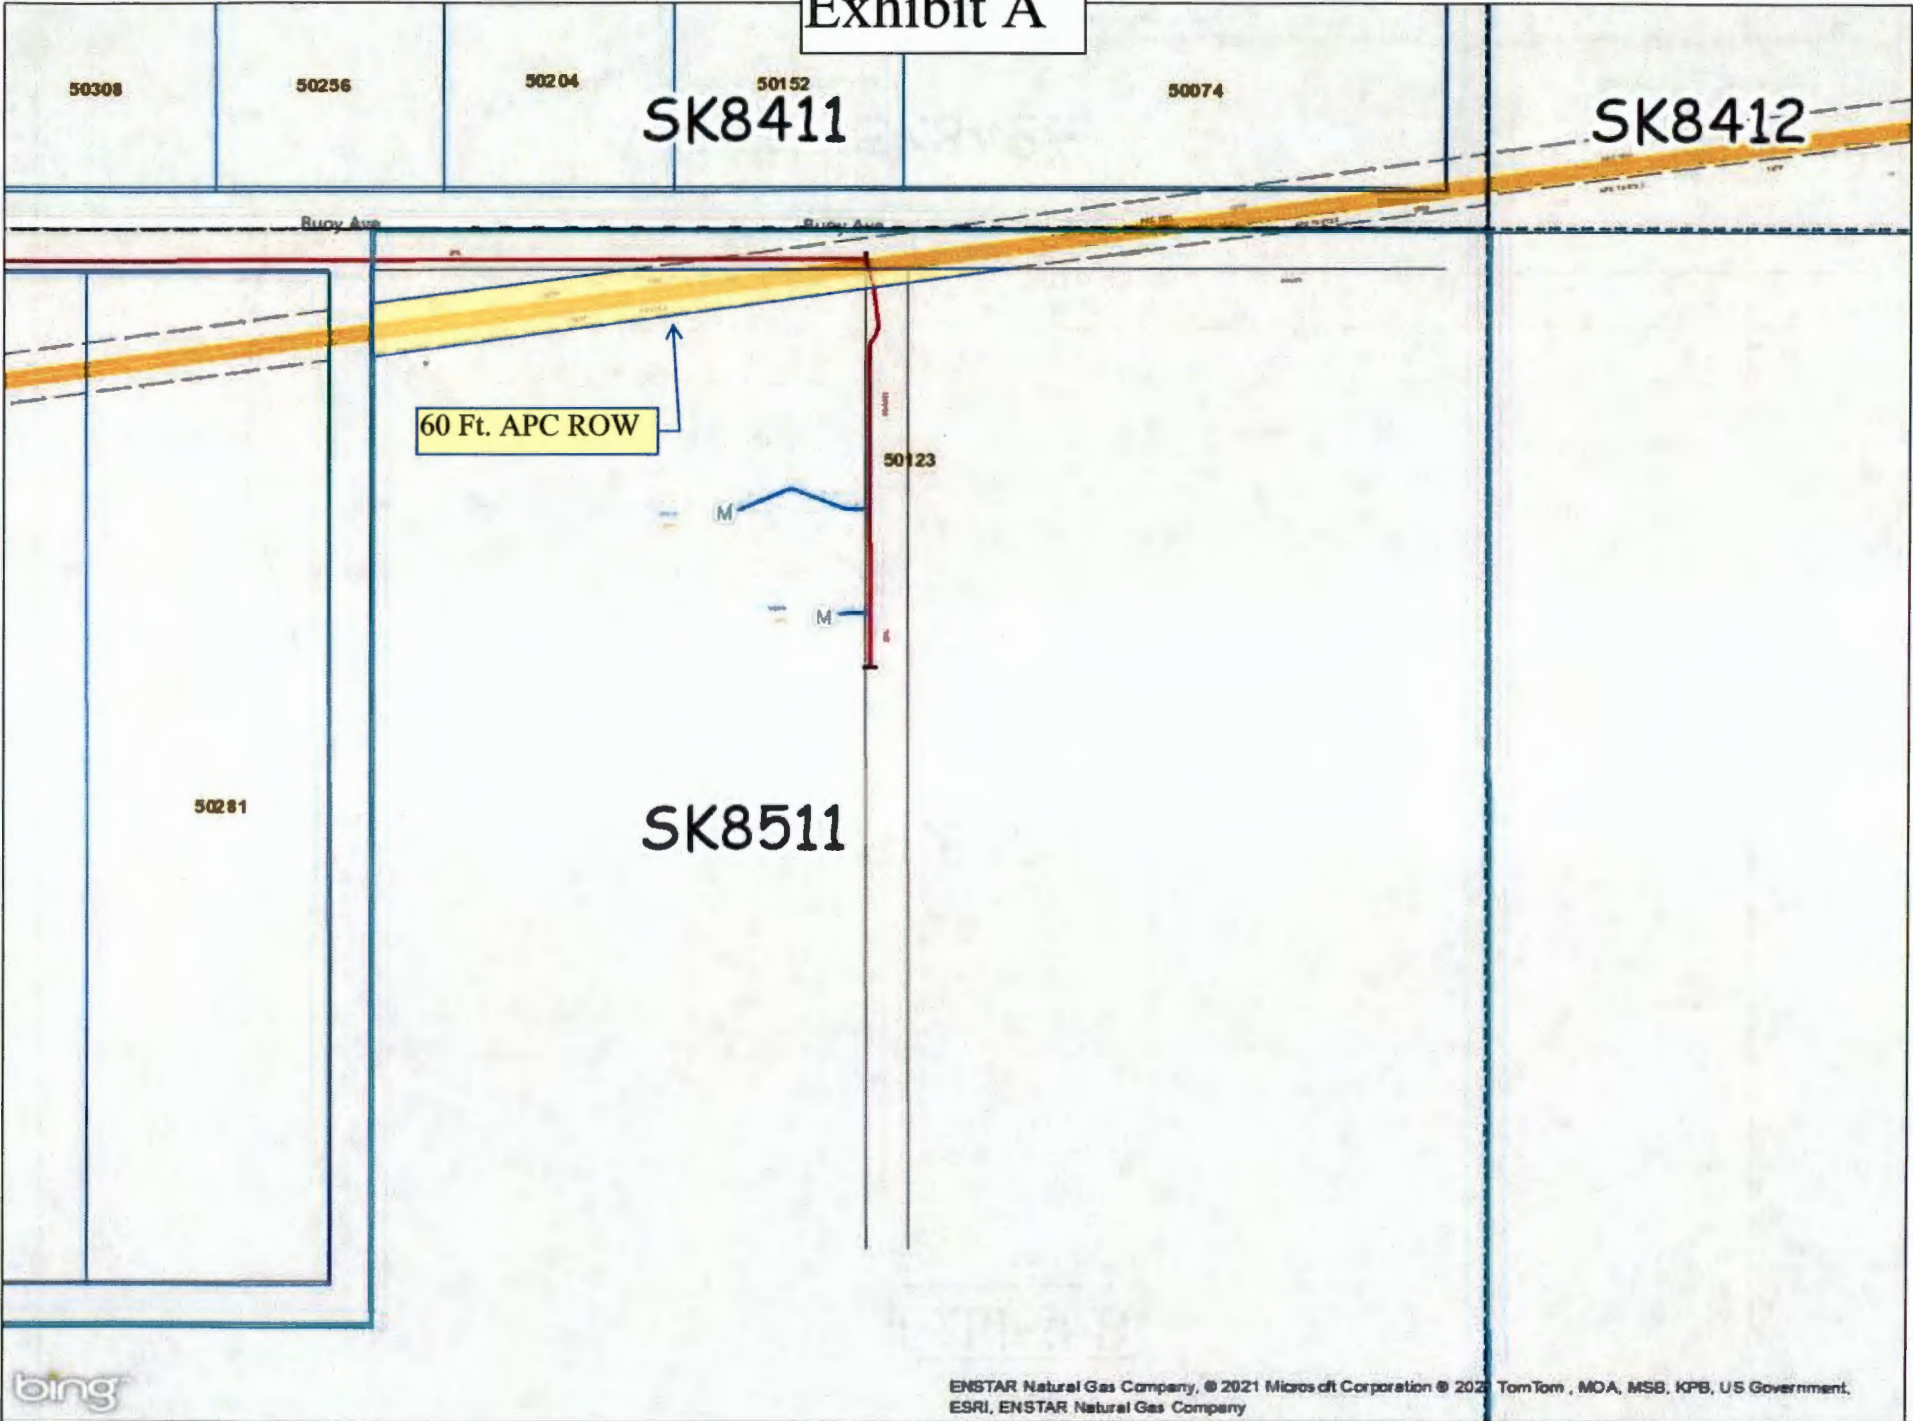 Exhibit A
50308
50256
50204
50152
50074
SK8411
SK8412
Buoy Ave
Buoy Ave
60 Ft. APC ROW
50123
M
M
50281
SK8511
bing
ENSTAR Natural Gas Company, © 2021 Microsoft Corporation © 2021 TomTom, MOA, MSB, KPB, US Government,
ESRI, ENSTAR Natural Gas Company